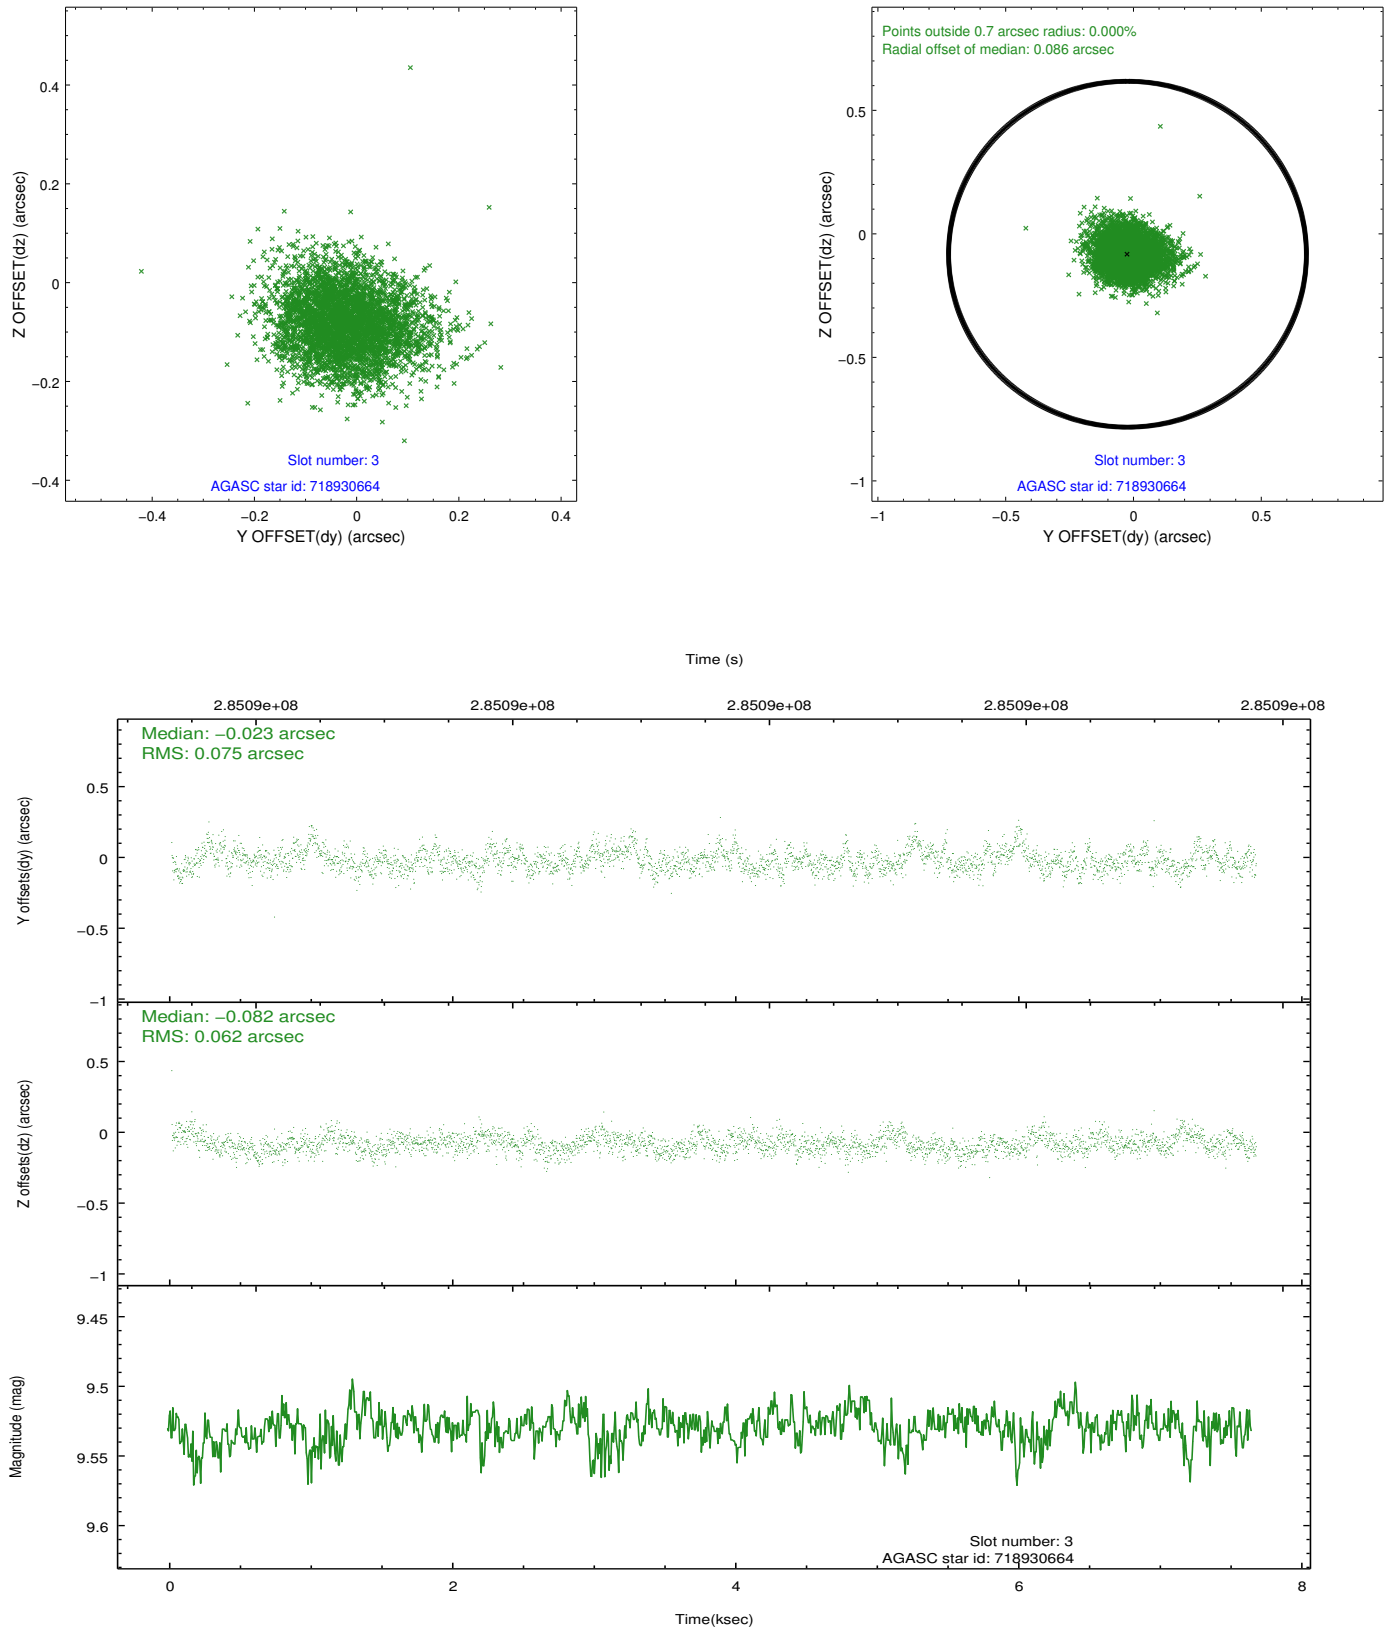 0.4
0.2
0
−0.2
−0.4
Z OFFSET(dz) (arcsec)
Slot number: 3
AGASC star id: 718930664
−0.4 −0.2 0 0.2 0.4
Y OFFSET(dy) (arcsec)
Points outside 0.7 arcsec radius: 0.000%
Radial offset of median: 0.086 arcsec
0.5
0
−0.5
−1
Z OFFSET(dz) (arcsec)
Slot number: 3
AGASC star id: 718930664
−1 −0.5 0 0.5
Y OFFSET(dy) (arcsec)
Time (s)
2.8509e+08 2.8509e+08 2.8509e+08 2.8509e+08 2.8509e+08
Median: −0.023 arcsec
RMS: 0.075 arcsec
0.5
0
−0.5
−1
Y offsets(dy) (arcsec)
Median: −0.082 arcsec
RMS: 0.062 arcsec
0.5
0
−0.5
−1
Z offsets(dz) (arcsec)
9.45
9.5
9.55
9.6
Magnitude (mag)
Slot number: 3
AGASC star id: 718930664
0 2 4 6 8
Time(ksec)